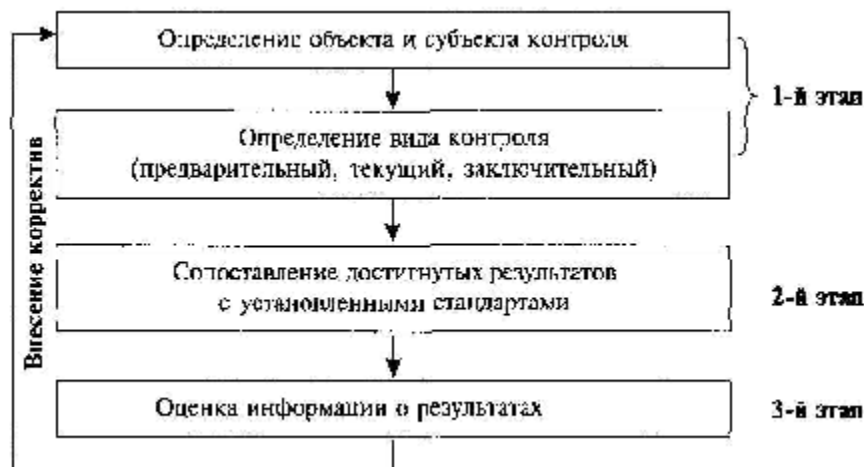 Определение объекта и субъекта контроля
1-й этап
Определение вида контроля
(предварительный, текущий, заключительный)
Сопоставление достигнутых результатов
с установленными стандартами
2-й этап
Оценка информации о результатах
3-й этап
Внесение корректив